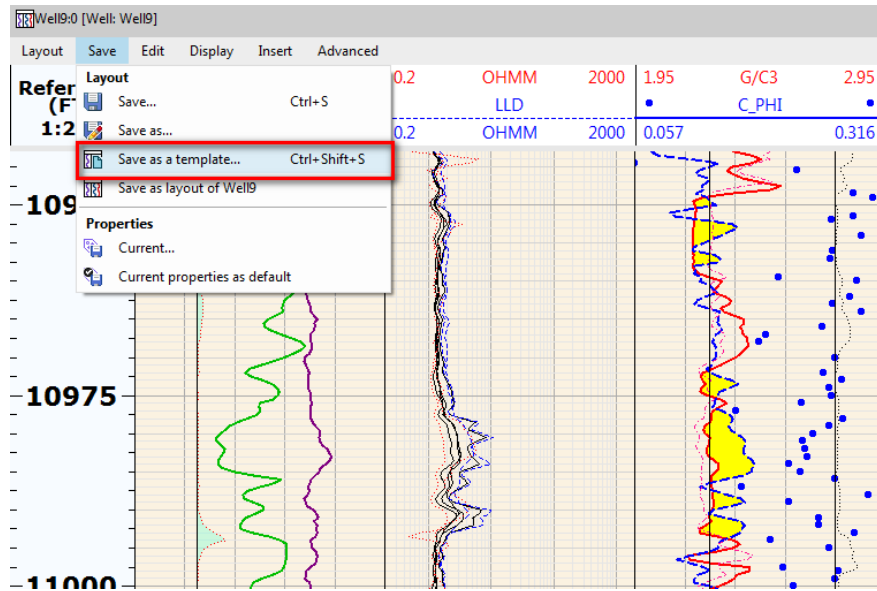 Well9:0 [Well: Well9]
Layout Save Edit Display Insert Advanced
Layout
Save... Ctrl+S
Save as...
Save as a template... Ctrl+Shift+S
Save as layout of Well9
Properties
Current...
Current properties as default
0.2 OHMM 2000 1.95 G/C3 2.95
LLD C_PHI
0.2 OHMM 2000 0.057 0.316
10975
11000